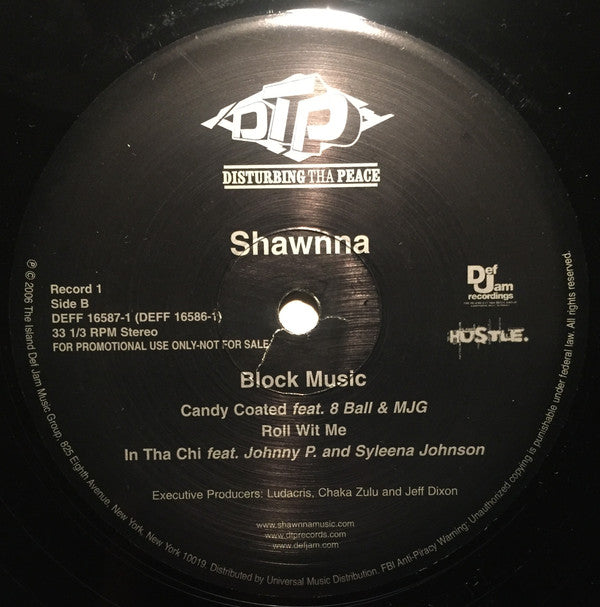 DTP
DISTURBING THA PEACE
Shawnna
Record 1
Side B
DEFF 16587-1 (DEFF 16586-1)
33 1/3 RPM Stereo
FOR PROMOTIONAL USE ONLY-NOT FOR SALE
Def
Jam
recordings
HUSTLE.
Block Music
Candy Coated feat. 8 Ball & MJG
Roll Wit Me
In Tha Chi feat. Johnny P. and Syleena Johnson
Executive Producers: Ludacris, Chaka Zulu and Jeff Dixon
www.shawnnamusic.com
www.dtprecords.com
www.defjam.com
℗ © 2006 The Island Def Jam Music Group, 825 Eighth Avenue, New York, New York 10019. Distributed by Universal Music Distribution. FBI Anti-Piracy Warning: Unauthorized copying is punishable under federal law. All rights reserved.